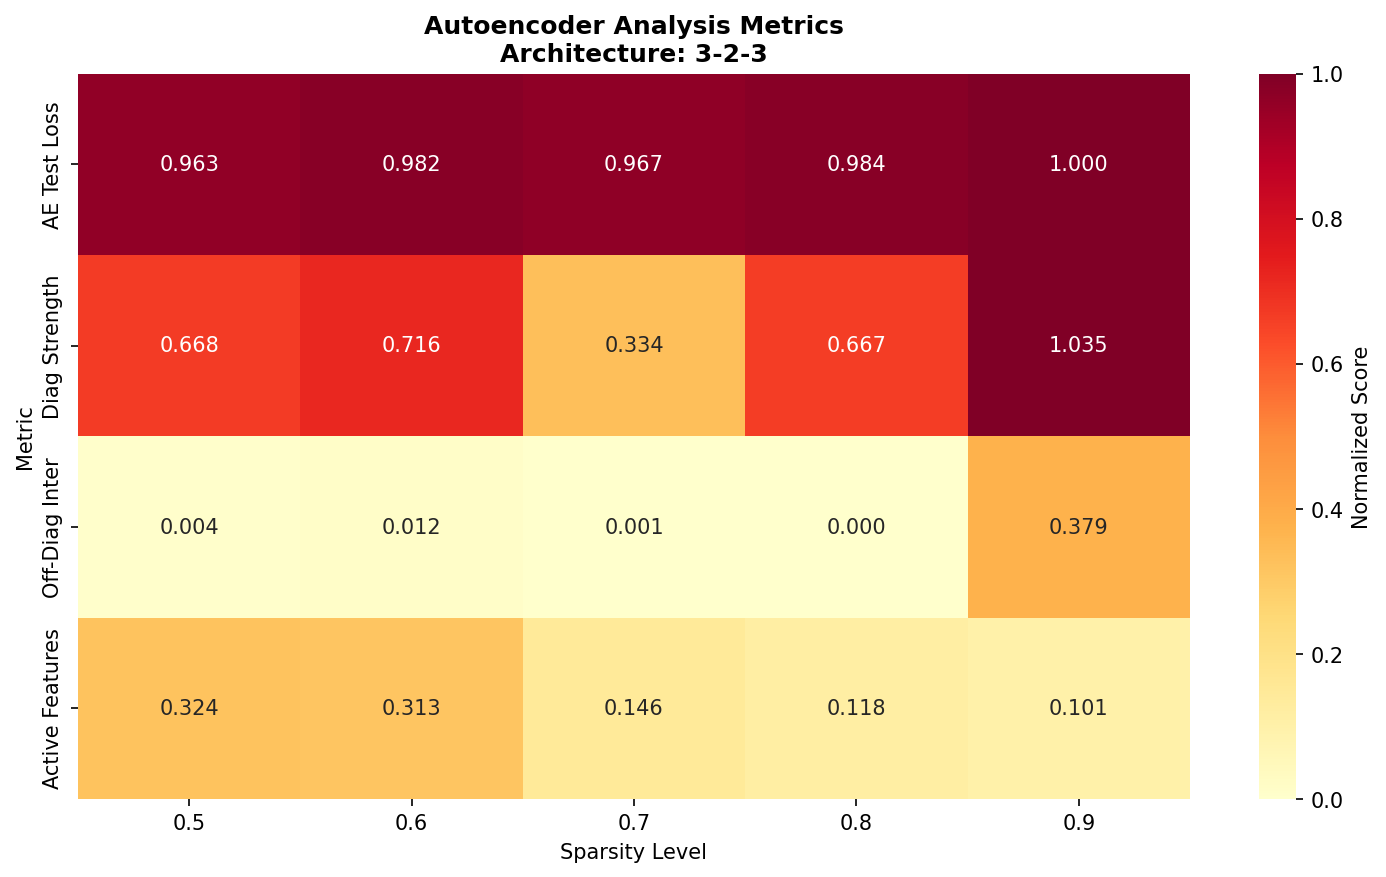 Autoencoder Analysis Metrics
Architecture: 3-2-3
Metric
AE Test Loss
0.963 0.982 0.967 0.984 1.000
Diag Strength
0.668 0.716 0.334 0.667 1.035
Off-Diag Inter
0.004 0.012 0.001 0.000 0.379
Active Features
0.324 0.313 0.146 0.118 0.101
0.5 0.6 0.7 0.8 0.9
Sparsity Level
1.0
0.8
0.6
0.4
0.2
0.0
Normalized Score